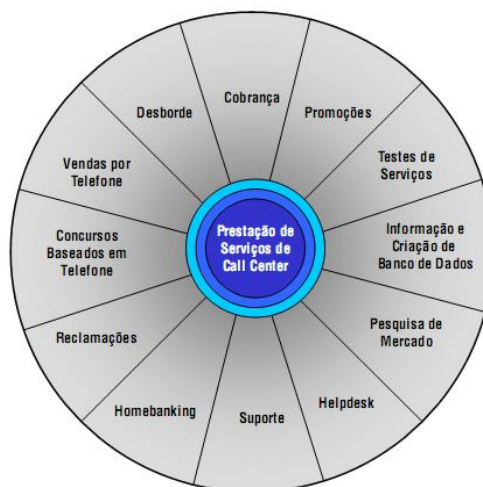 Cobrança
Promoções
Testes de
Serviços
Informação e
Criação de
Banco de Dados
Pesquisa de
Mercado
Helpdesk
Suporte
Homebanking
Reclamações
Concursos
Baseados em
Telefone
Vendas por
Telefone
Desborde
Prestação de
Serviços de
Call Center